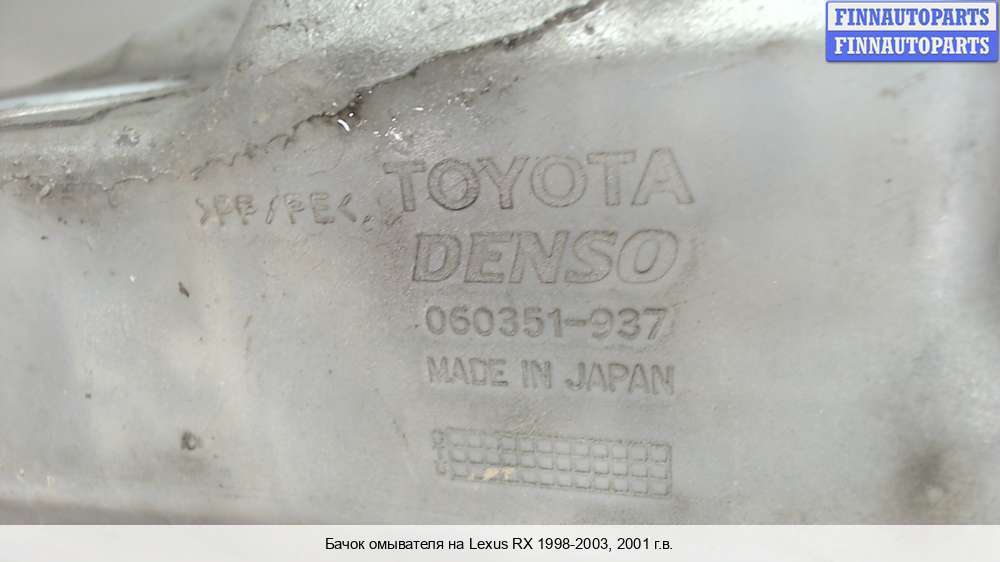 FINNAUTOPARTS
FINNAUTOPARTS
>PP/PE<
TOYOTA
DENSO
060351-937
MADE IN JAPAN
Бачок омывателя на Lexus RX 1998-2003, 2001 г.в.